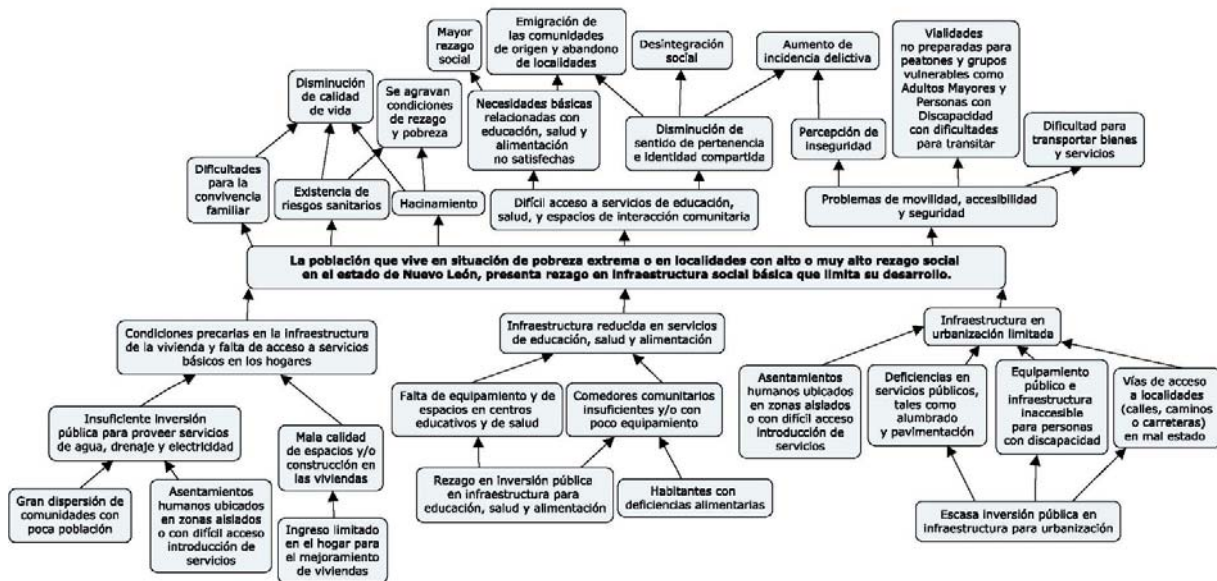 Mayor
rezago
social
Emigración de
las comunidades
de origen y abandono
de localidades
Desintegración
social
Aumento de
incidencia delictiva
Vialidades
no preparadas para
peatones y grupos
vulnerables como
Adultos Mayores y
Personas con
Discapacidad
con dificultades
para transitar
Disminución
de calidad
de vida
Se agravan
condiciones
de rezago
y pobreza
Necesidades básicas
relacionadas con
educación, salud y
alimentación
no satisfechas
Disminución de
sentido de pertenencia
e identidad compartida
Percepción de
inseguridad
Dificultad para
transportar bienes
y servicios
Dificultades
para la
convivencia
familiar
Existencia de
riesgos sanitarios
Hacinamiento
Difícil acceso a servicios de educación,
salud, y espacios de interacción comunitaria
Problemas de movilidad, accesibilidad
y seguridad
La población que vive en situación de pobreza extrema o en localidades con alto o muy alto rezago social
en el estado de Nuevo León, presenta rezago en infraestructura social básica que limita su desarrollo.
Condiciones precarias en la infraestructura
de la vivienda y falta de acceso a servicios
básicos en los hogares
Infraestructura reducida en servicios
de educación, salud y alimentación
Infraestructura en
urbanización limitada
Insuficiente inversión
pública para proveer servicios
de agua, drenaje y electricidad
Mala calidad
de espacios y/o
construcción en
las viviendas
Falta de equipamiento y de
espacios en centros
educativos y de salud
Comedores comunitarios
insuficientes y/o con
poco equipamiento
Asentamientos
humanos ubicados
en zonas aislados
o con difícil acceso
introducción de
servicios
Deficiencias en
servicios públicos,
tales como
alumbrado
y pavimentación
Equipamiento
público e
infraestructura
inaccesible
para personas
con discapacidad
Vías de acceso
a localidades
(calles, caminos
o carreteras)
en mal estado
Gran dispersión de
comunidades con
poca población
Asentamientos
humanos ubicados
en zonas aislados
o con difícil acceso
introducción de
servicios
Ingreso limitado
en el hogar para
el mejoramiento
de viviendas
Rezago en inversión pública
en infraestructura para
educación, salud y alimentación
Habitantes con
deficiencias alimentarias
Escasa inversión pública en
infraestructura para urbanización